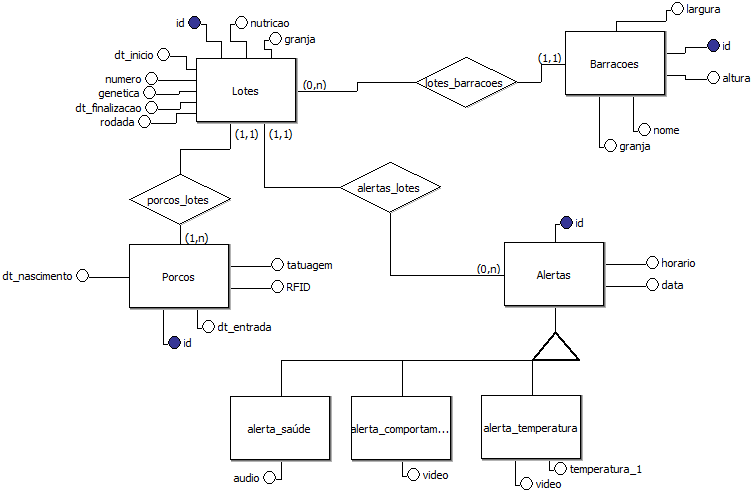 largura
id
nutricao
granja
id
dt_inicio
(1,1)
Barracoes
altura
numero
genetica
dt_finalizacao
rodada
Lotes
(0,n)
lotes_barracoes
nome
granja
(1,1)
(1,1)
porcos_lotes
alertas_lotes
id
(1,n)
dt_nascimento
Porcos
tatuagem
RFID
dt_entrada
id
(0,n)
Alertas
horario
data
alerta_saúde
alerta_comportam...
alerta_temperatura
audio
video
temperatura_1
video